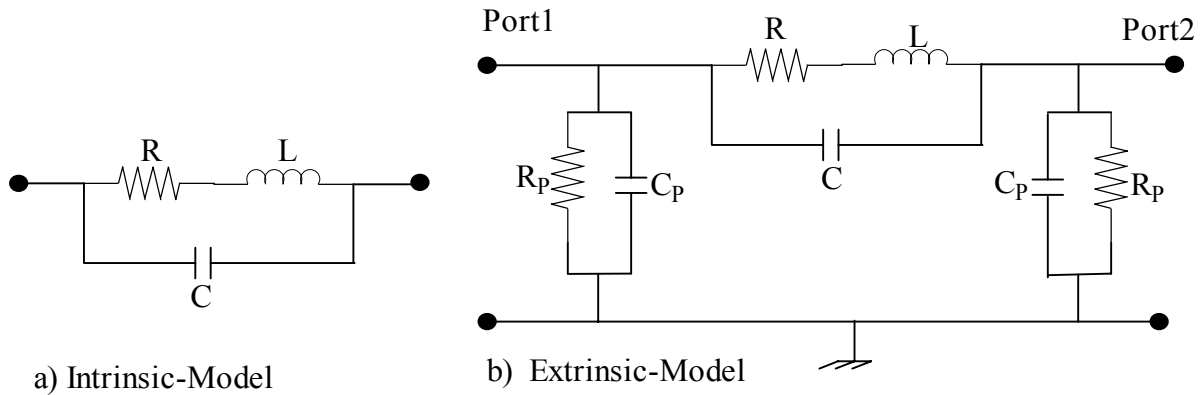 Port1
R
L
Port2
R
L
C
R_P
C_P
C
C_P
R_P
C
a) Intrinsic-Model
b) Extrinsic-Model